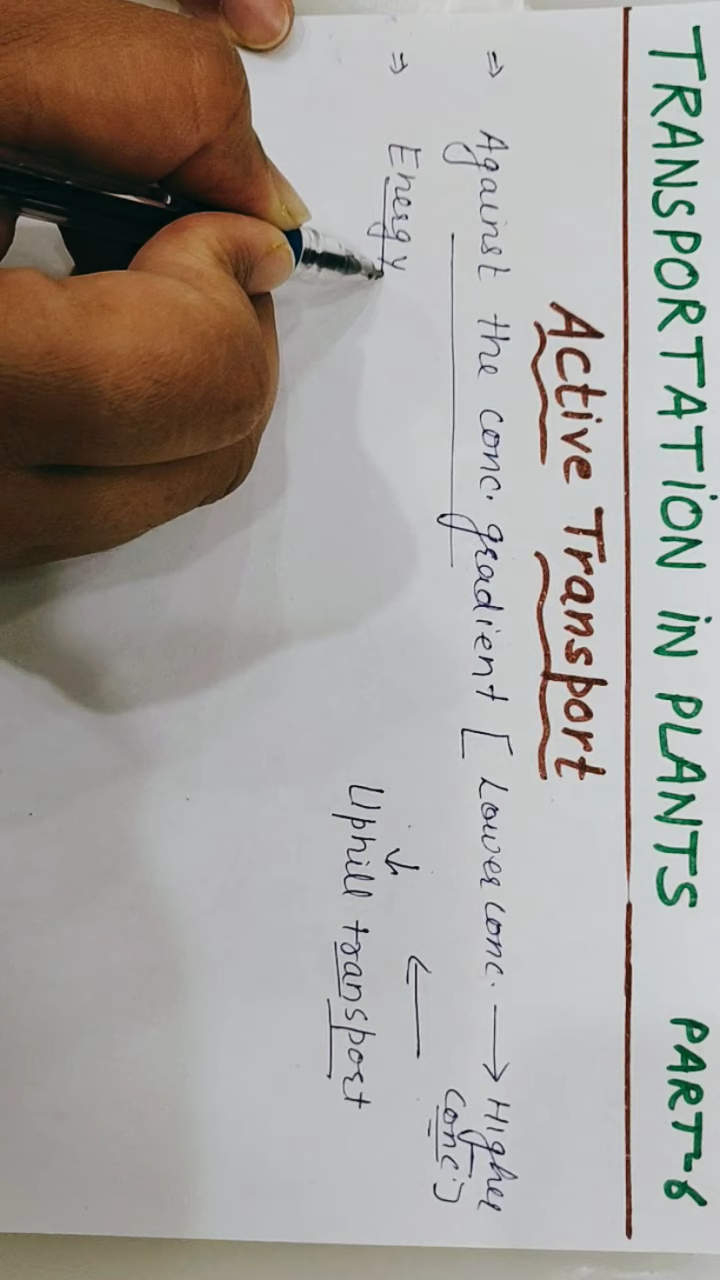 TRANSPORTATION IN PLANTS PART-6
Active Transport
⇒ Against the conc. gradient [Lower conc. → Higher
conc.]
⇒ Energy
↓
←
Uphill transport